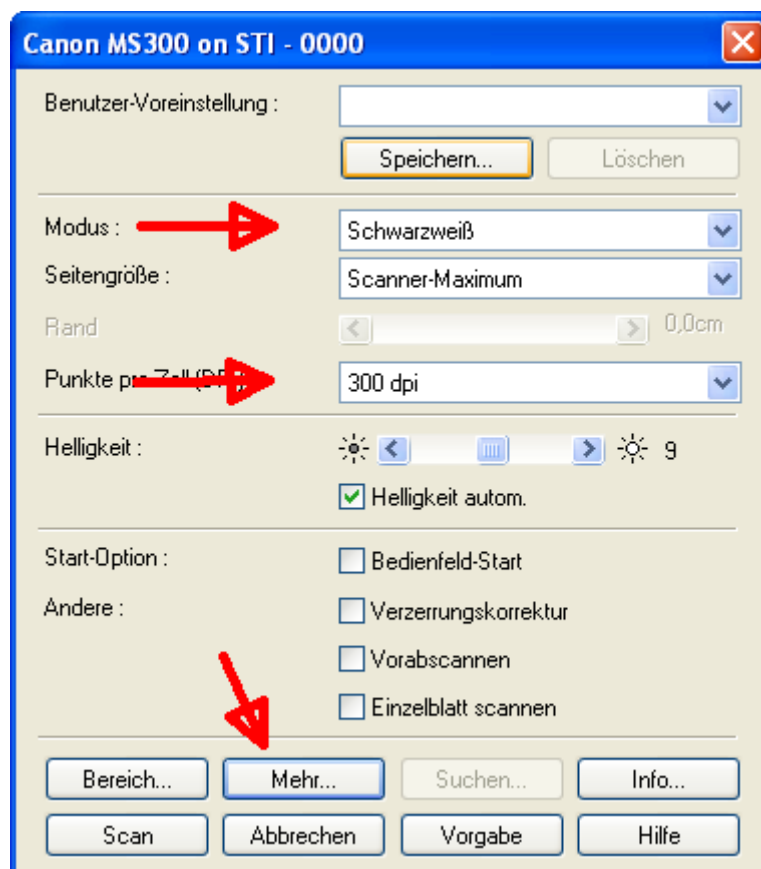 Canon MS300 on STI - 0000
Benutzer-Voreinstellung :
Speichern... Löschen
Modus : Schwarzweiß
Seitengröße : Scanner-Maximum
Rand 0,0cm
Punkte pro Zoll 300 dpi
Helligkeit : 9
Helligkeit autom.
Start-Option : Bedienfeld-Start
Andere : Verzerrungskorrektur
Vorabscannen
Einzelblatt scannen
Bereich... Mehr... Suchen... Info...
Scan Abbrechen Vorgabe Hilfe